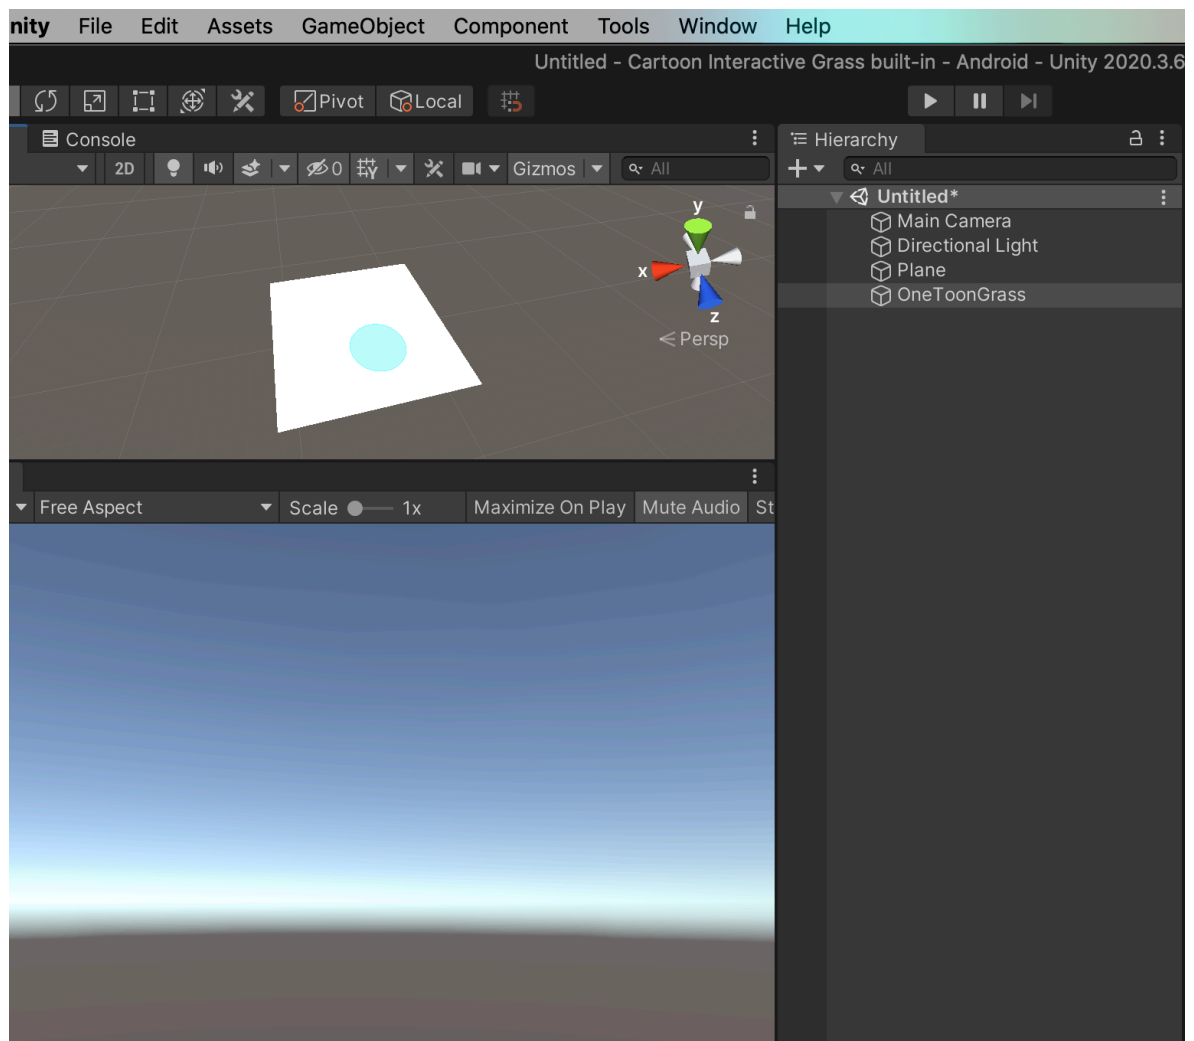 nity File Edit Assets GameObject Component Tools Window Help
Untitled - Cartoon Interactive Grass built-in - Android - Unity 2020.3.6
Pivot Local
Console
2D 0 Gizmos All
y
x
z
Persp
Hierarchy
All
Untitled*
Main Camera
Directional Light
Plane
OneToonGrass
Free Aspect Scale 1x Maximize On Play Mute Audio St